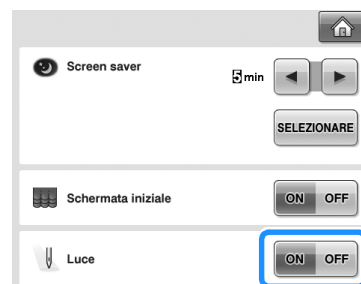 Screen saver
5 min
SELEZIONARE
Schermata iniziale
ON OFF
Luce
ON OFF